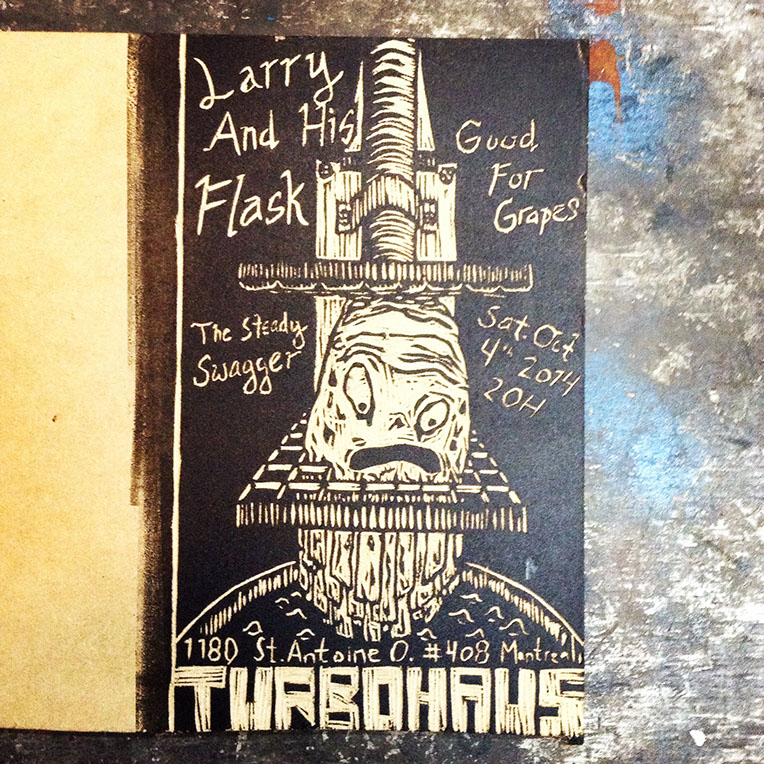 Larry
And His
Flask
Good
For
Grapes
The Steady
Swagger
Sat. Oct
4th 2014
20H
1180 St. Antoine O. #408 Montreal
TURBOHAUS